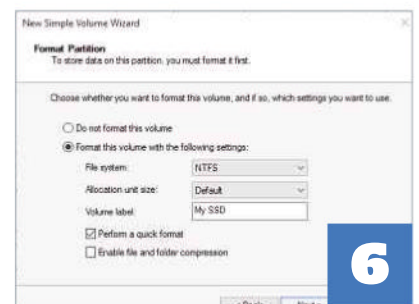 New Simple Volume Wizard
Format Partition
To store data on this partition, you must format it first.
Choose whether you want to format this volume, and if so, which settings you want to use.
Do not format this volume
Format this volume with the following settings:
File system: NTFS
Allocation unit size: Default
Volume label: My SSD
Perform a quick format
Enable file and folder compression
< Back Next
6